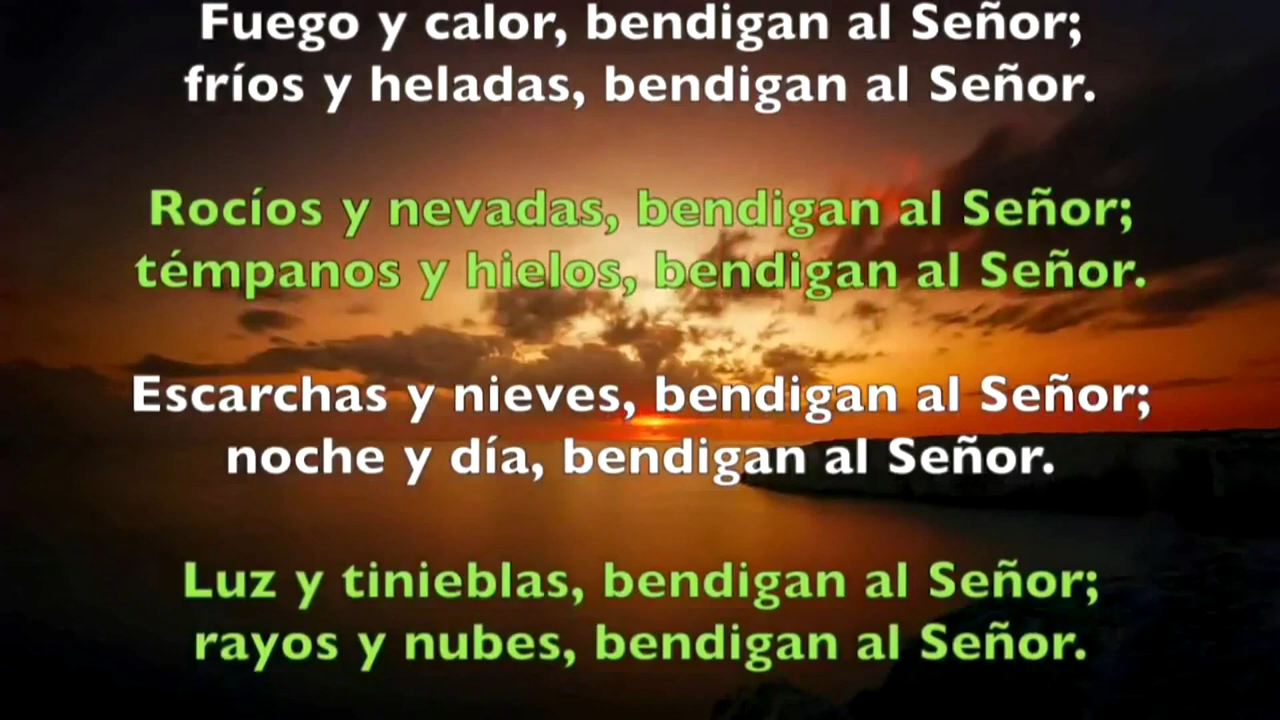 Fuego y calor, bendigan al Señor;
fríos y heladas, bendigan al Señor.
Rocíos y nevadas, bendigan al Señor;
témpanos y hielos, bendigan al Señor.
Escarchas y nieves, bendigan al Señor;
noche y día, bendigan al Señor.
Luz y tinieblas, bendigan al Señor;
rayos y nubes, bendigan al Señor.